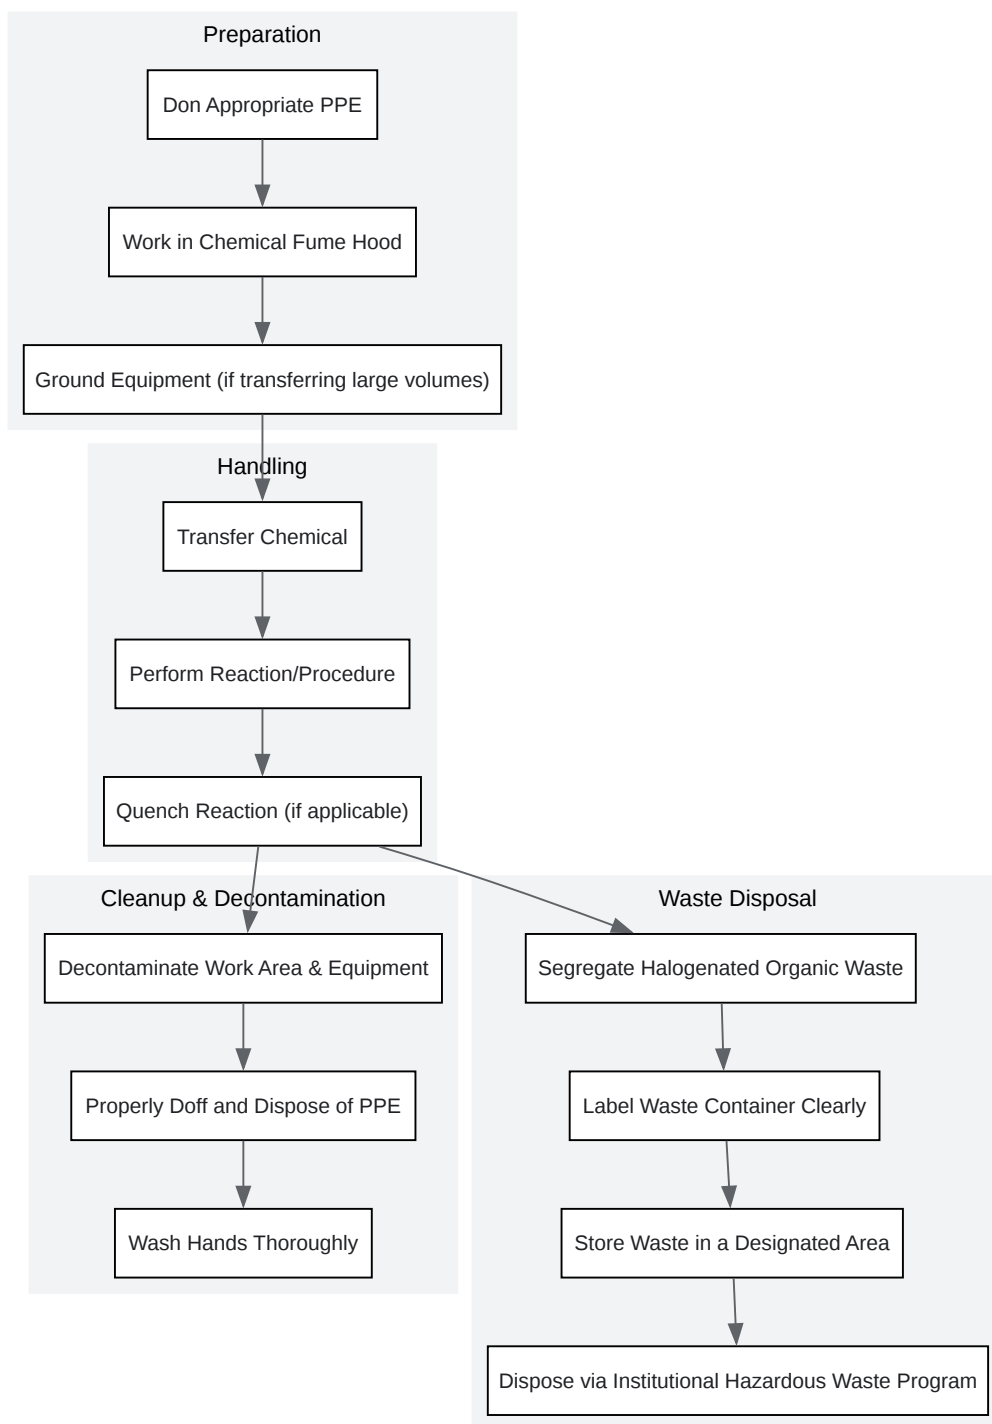 Preparation
Don Appropriate PPE
Work in Chemical Fume Hood
Ground Equipment (if transferring large volumes)
Handling
Transfer Chemical
Perform Reaction/Procedure
Quench Reaction (if applicable)
Cleanup & Decontamination
Decontaminate Work Area & Equipment
Properly Doff and Dispose of PPE
Wash Hands Thoroughly
Waste Disposal
Segregate Halogenated Organic Waste
Label Waste Container Clearly
Store Waste in a Designated Area
Dispose via Institutional Hazardous Waste Program